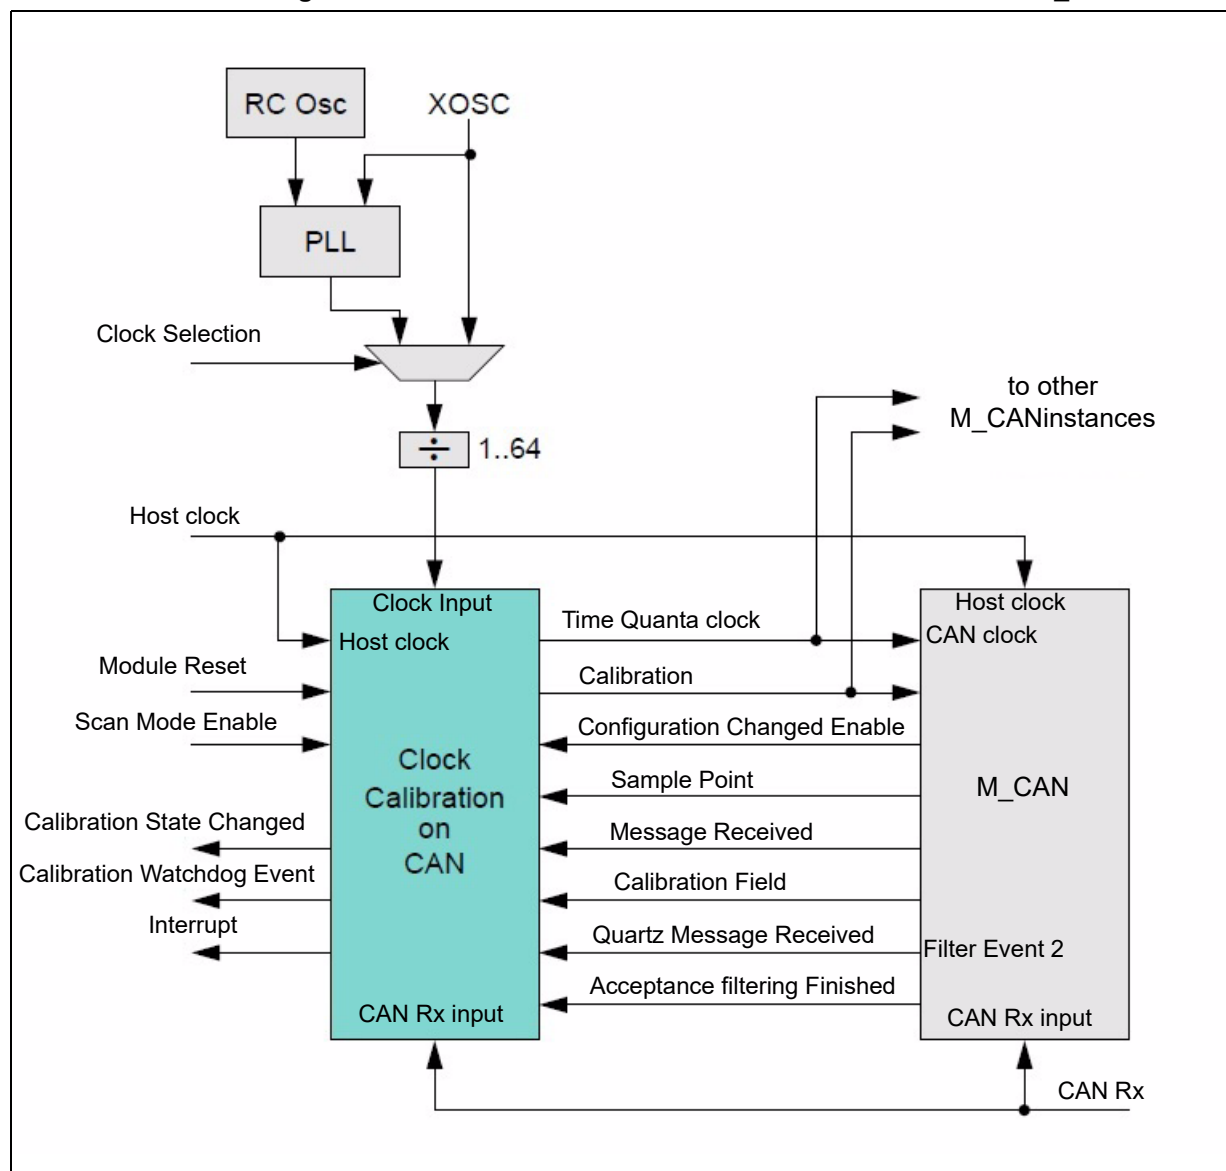 RC Osc
XOSC
PLL
Clock Selection
to other
M_CANinstances
÷ 1..64
Host clock
Clock Input
Host clock
Time Quanta clock
Host clock
CAN clock
Module Reset
Calibration
Scan Mode Enable
Configuration Changed Enable
Clock
Calibration
on
CAN
Sample Point
M_CAN
Calibration State Changed
Message Received
Calibration Watchdog Event
Calibration Field
Interrupt
Quartz Message Received
Filter Event 2
Acceptance filtering Finished
CAN Rx input
CAN Rx input
CAN Rx